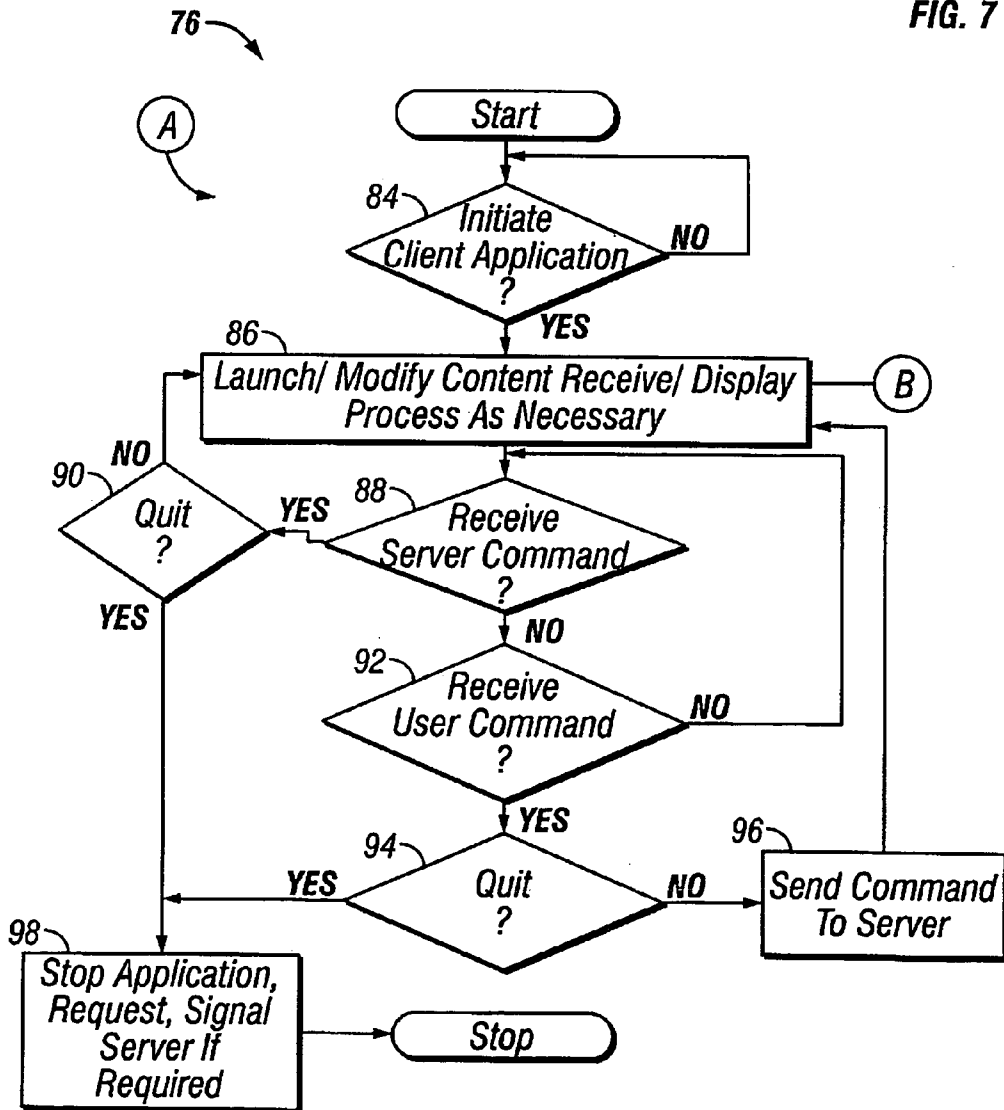 FIG. 7
76
A
Start
84
Initiate
Client Application
?
NO
YES
86
Launch/ Modify Content Receive/ Display
Process As Necessary
B
NO
90
Quit
?
YES
88
Receive
Server Command
?
YES
NO
92
Receive
User Command
?
NO
YES
94
Quit
?
YES
NO
96
Send Command
To Server
98
Stop Application,
Request, Signal
Server If
Required
Stop